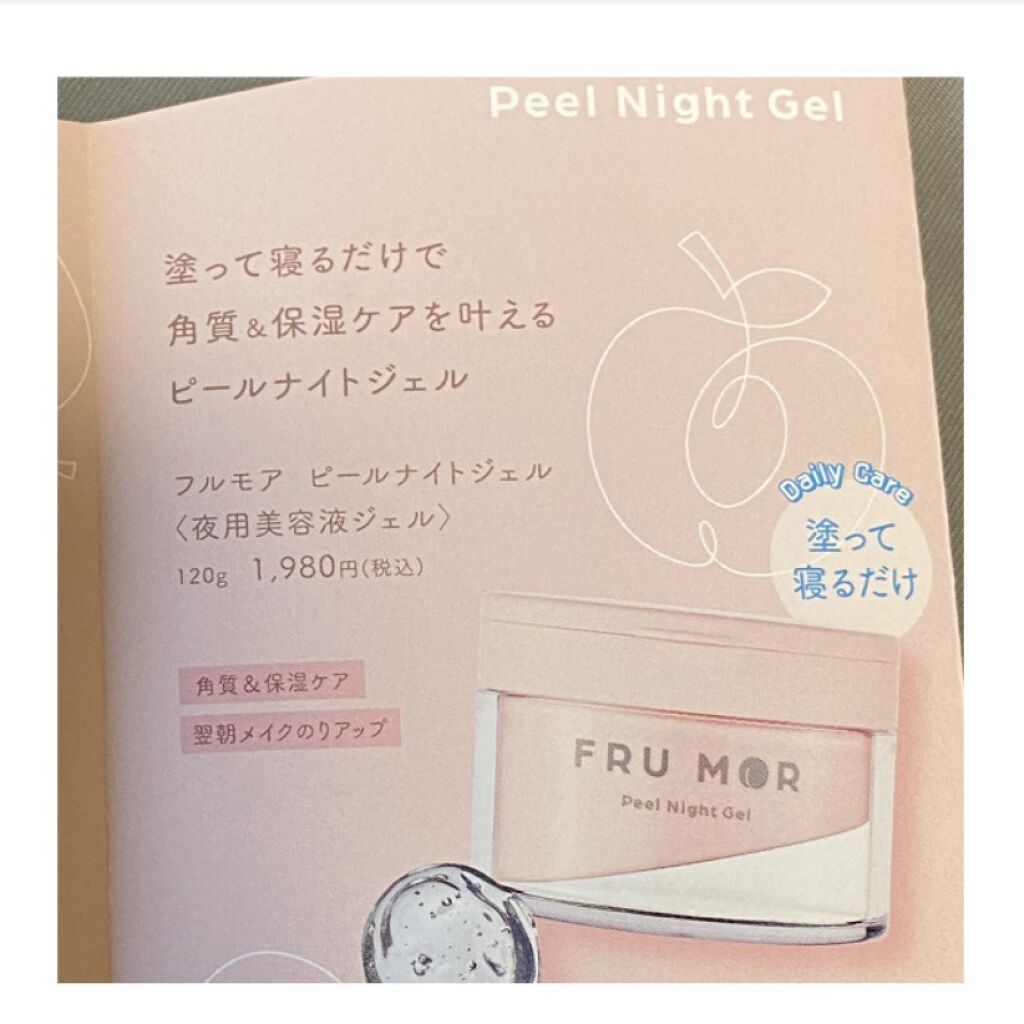 Peel Night Gel
塗って寝るだけで
角質&保湿ケアを叶える
ピールナイトジェル
フルモア ピールナイトジェル
〈夜用美容液ジェル〉
120g 1,980円(税込)
Daily Care
塗って
寝るだけ
角質&保湿ケア
翌朝メイクのりアップ
FRU MOR
Peel Night Gel